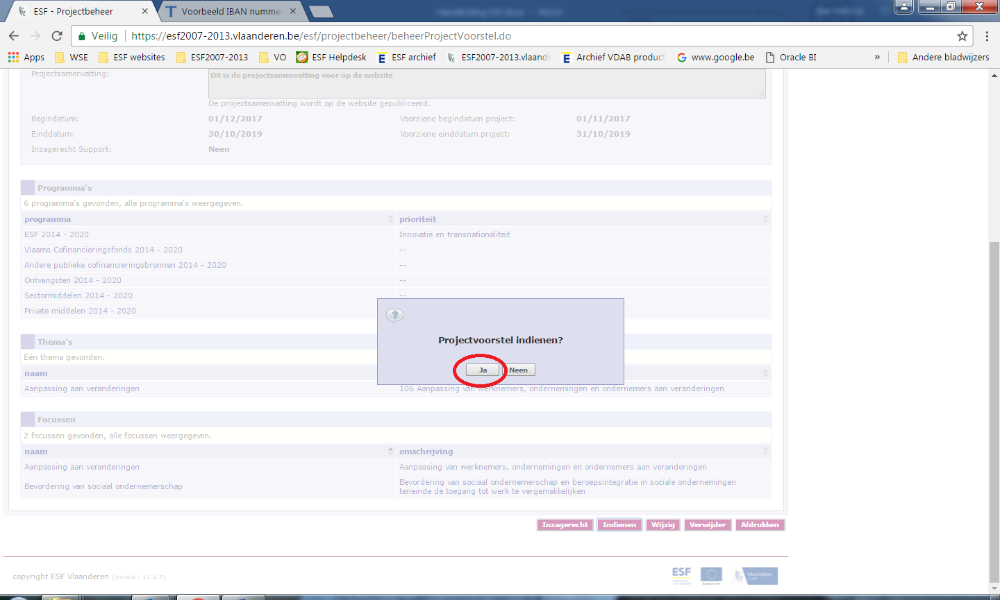 ESF - Projectbeheer
Voorbeeld IBAN numme
Veilig
https://esf2007-2013.vlaanderen.be/esf/projectbeheer/beheerProjectVoorstel.do
Apps WSE ESF websites ESF2007-2013 VO ESF Helpdesk ESF archief ESF2007-2013.vlaande Archief VDAB product www.google.be Oracle BI » Andere bladwijzers
Projectsamenvatting: Dit is de projectsamenvatting voor op de website
De projectsamenvatting wordt op de website gepubliceerd.
Begindatum: 01/12/2017 Voorziene begindatum project: 01/11/2017
Einddatum: 30/10/2019 Voorziene einddatum project: 31/10/2019
Inzagerecht Support: Neen
Programma's
6 programma's gevonden, alle programma's weergegeven.
programma prioriteit
ESF 2014 - 2020 Innovatie en transnationaliteit
Vlaams Cofinancieringsfonds 2014 - 2020 --
Andere publieke cofinancieringsbronnen 2014 - 2020 --
Ontvangsten 2014 - 2020 --
Sectormiddelen 2014 - 2020 --
Private middelen 2014 - 2020
Projectvoorstel indienen?
Ja Neen
Thema's
Eén thema gevonden.
naam
Aanpassing aan veranderingen 106 Aanpassing van werknemers, ondernemingen en ondernemers aan veranderingen
Focussen
2 focussen gevonden, alle focussen weergegeven.
naam omschrijving
Aanpassing aan veranderingen Aanpassing van werknemers, ondernemingen en ondernemers aan veranderingen
Bevordering van sociaal ondernemerschap Bevordering van sociaal ondernemerschap en beroepsintegratie in sociale ondernemingen
teneinde de toegang tot werk te vergemakkelijken
Inzagerecht Indienen Wijzig Verwijder Afdrukken
copyright ESF Vlaanderen (versie : 11.1.7)
ESF
Vlaanderen